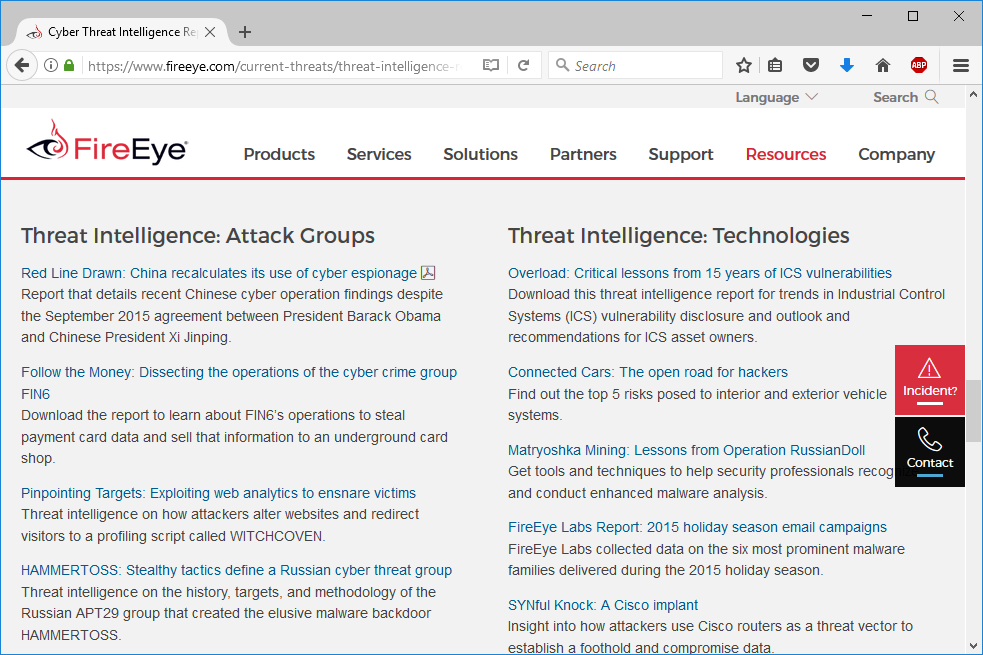 Cyber Threat Intelligence Re
https://www.fireeye.com/current-threats/threat-intelligence-
Search
ABP
Language
Search
FireEye
Products
Services
Solutions
Partners
Support
Resources
Company
Threat Intelligence: Attack Groups
Red Line Drawn: China recalculates its use of cyber espionage
Report that details recent Chinese cyber operation findings despite
the September 2015 agreement between President Barack Obama
and Chinese President Xi Jinping.
Follow the Money: Dissecting the operations of the cyber crime group
FIN6
Download the report to learn about FIN6's operations to steal
payment card data and sell that information to an underground card
shop.
Pinpointing Targets: Exploiting web analytics to ensnare victims
Threat intelligence on how attackers alter websites and redirect
visitors to a profiling script called WITCHCOVEN.
HAMMERTOSS: Stealthy tactics define a Russian cyber threat group
Threat intelligence on the history, targets, and methodology of the
Russian APT29 group that created the elusive malware backdoor
HAMMERTOSS.
Threat Intelligence: Technologies
Overload: Critical lessons from 15 years of ICS vulnerabilities
Download this threat intelligence report for trends in Industrial Control
Systems (ICS) vulnerability disclosure and outlook and
recommendations for ICS asset owners.
Connected Cars: The open road for hackers
Find out the top 5 risks posed to interior and exterior vehicle
systems.
Matryoshka Mining: Lessons from Operation RussianDoll
Get tools and techniques to help security professionals recog
and conduct enhanced malware analysis.
FireEye Labs Report: 2015 holiday season email campaigns
FireEye Labs collected data on the six most prominent malware
families delivered during the 2015 holiday season.
SYNful Knock: A Cisco implant
Insight into how attackers use Cisco routers as a threat vector to
establish a foothold and compromise data.
Incident?
Contact